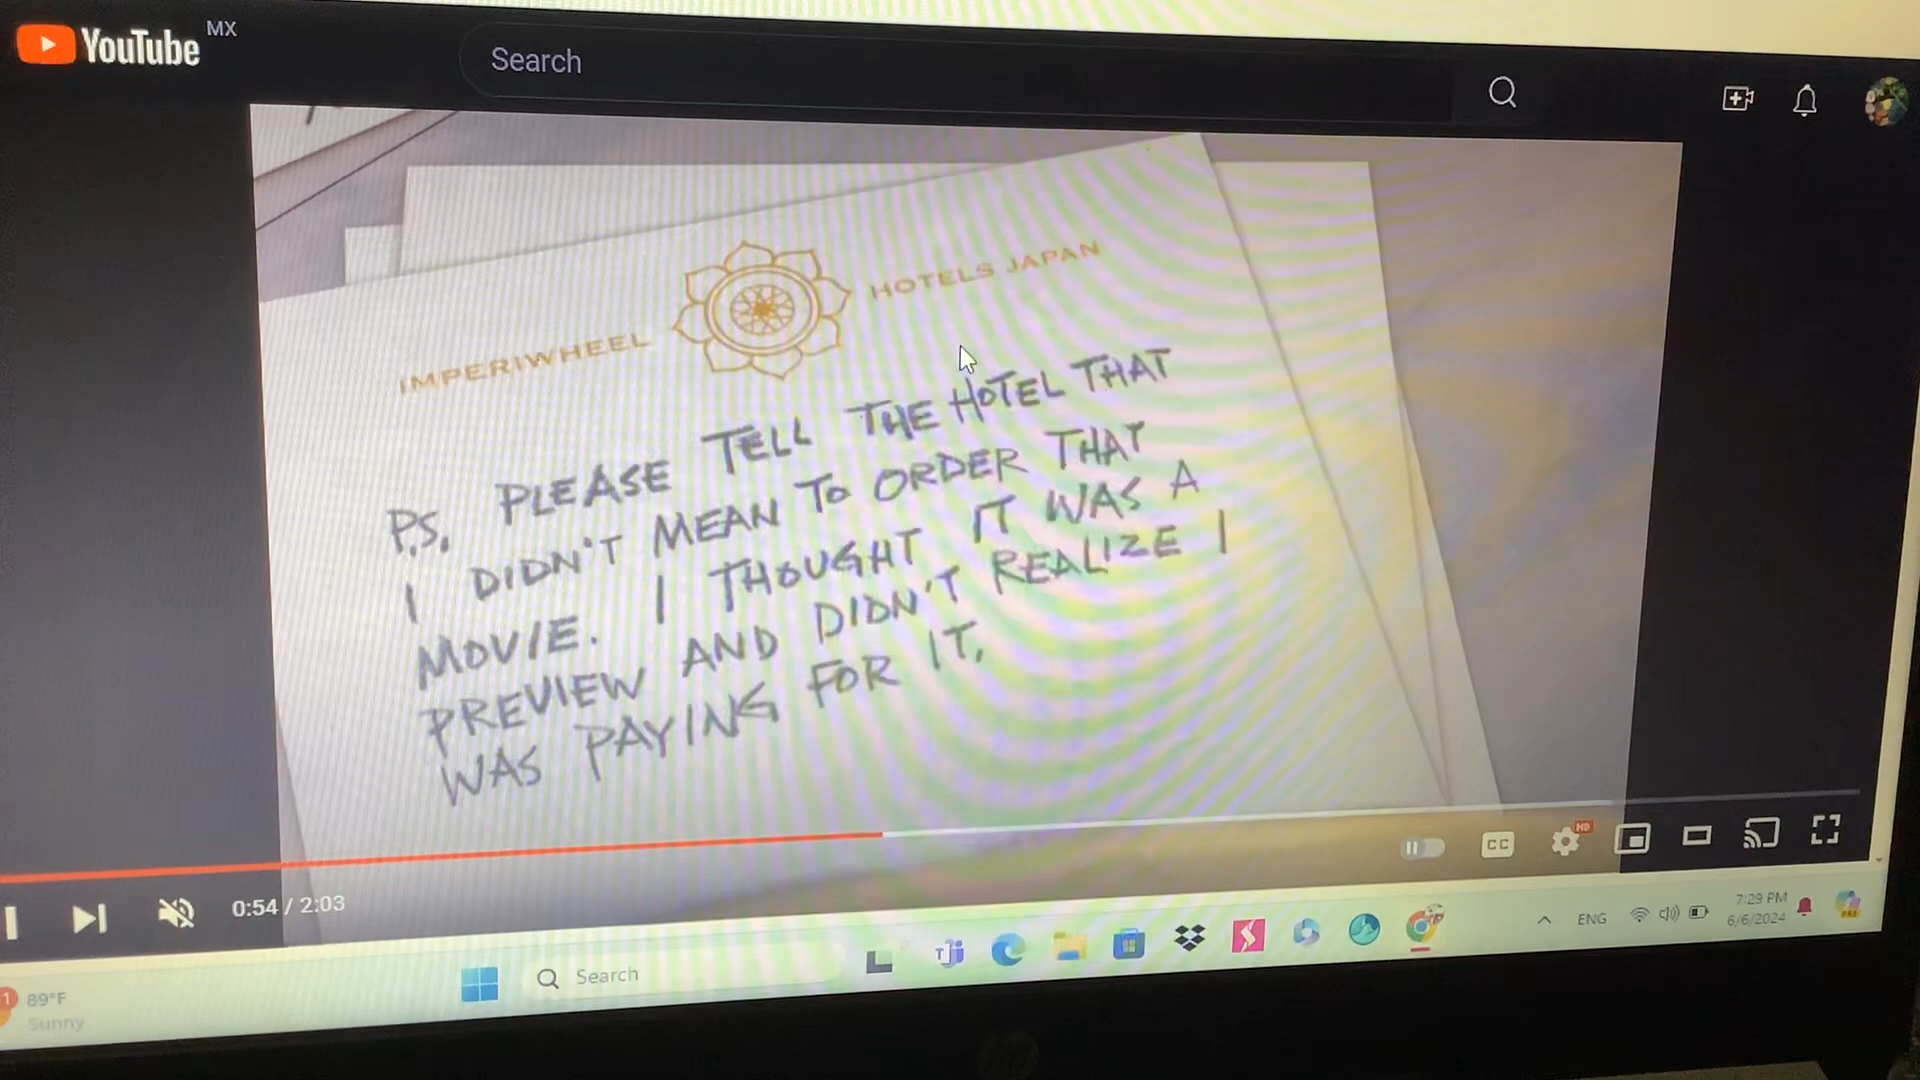 YouTube MX
Search
IMPERIWHEEL HOTELS JAPAN
P.S. PLEASE TELL THE HOTEL THAT
I DIDN'T MEAN TO ORDER THAT
MOVIE. I THOUGHT IT WAS A
PREVIEW AND DIDN'T REALIZE I
WAS PAYING FOR IT.
CC
HD
0:54 / 2:03
ENG
7:29 PM
6/6/2024
Search
1
89°F
Sunny